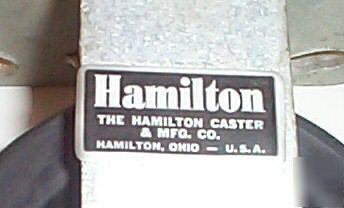 Hamilton
THE HAMILTON CASTER
& MFG. CO.
HAMILTON, OHIO — U.S.A.